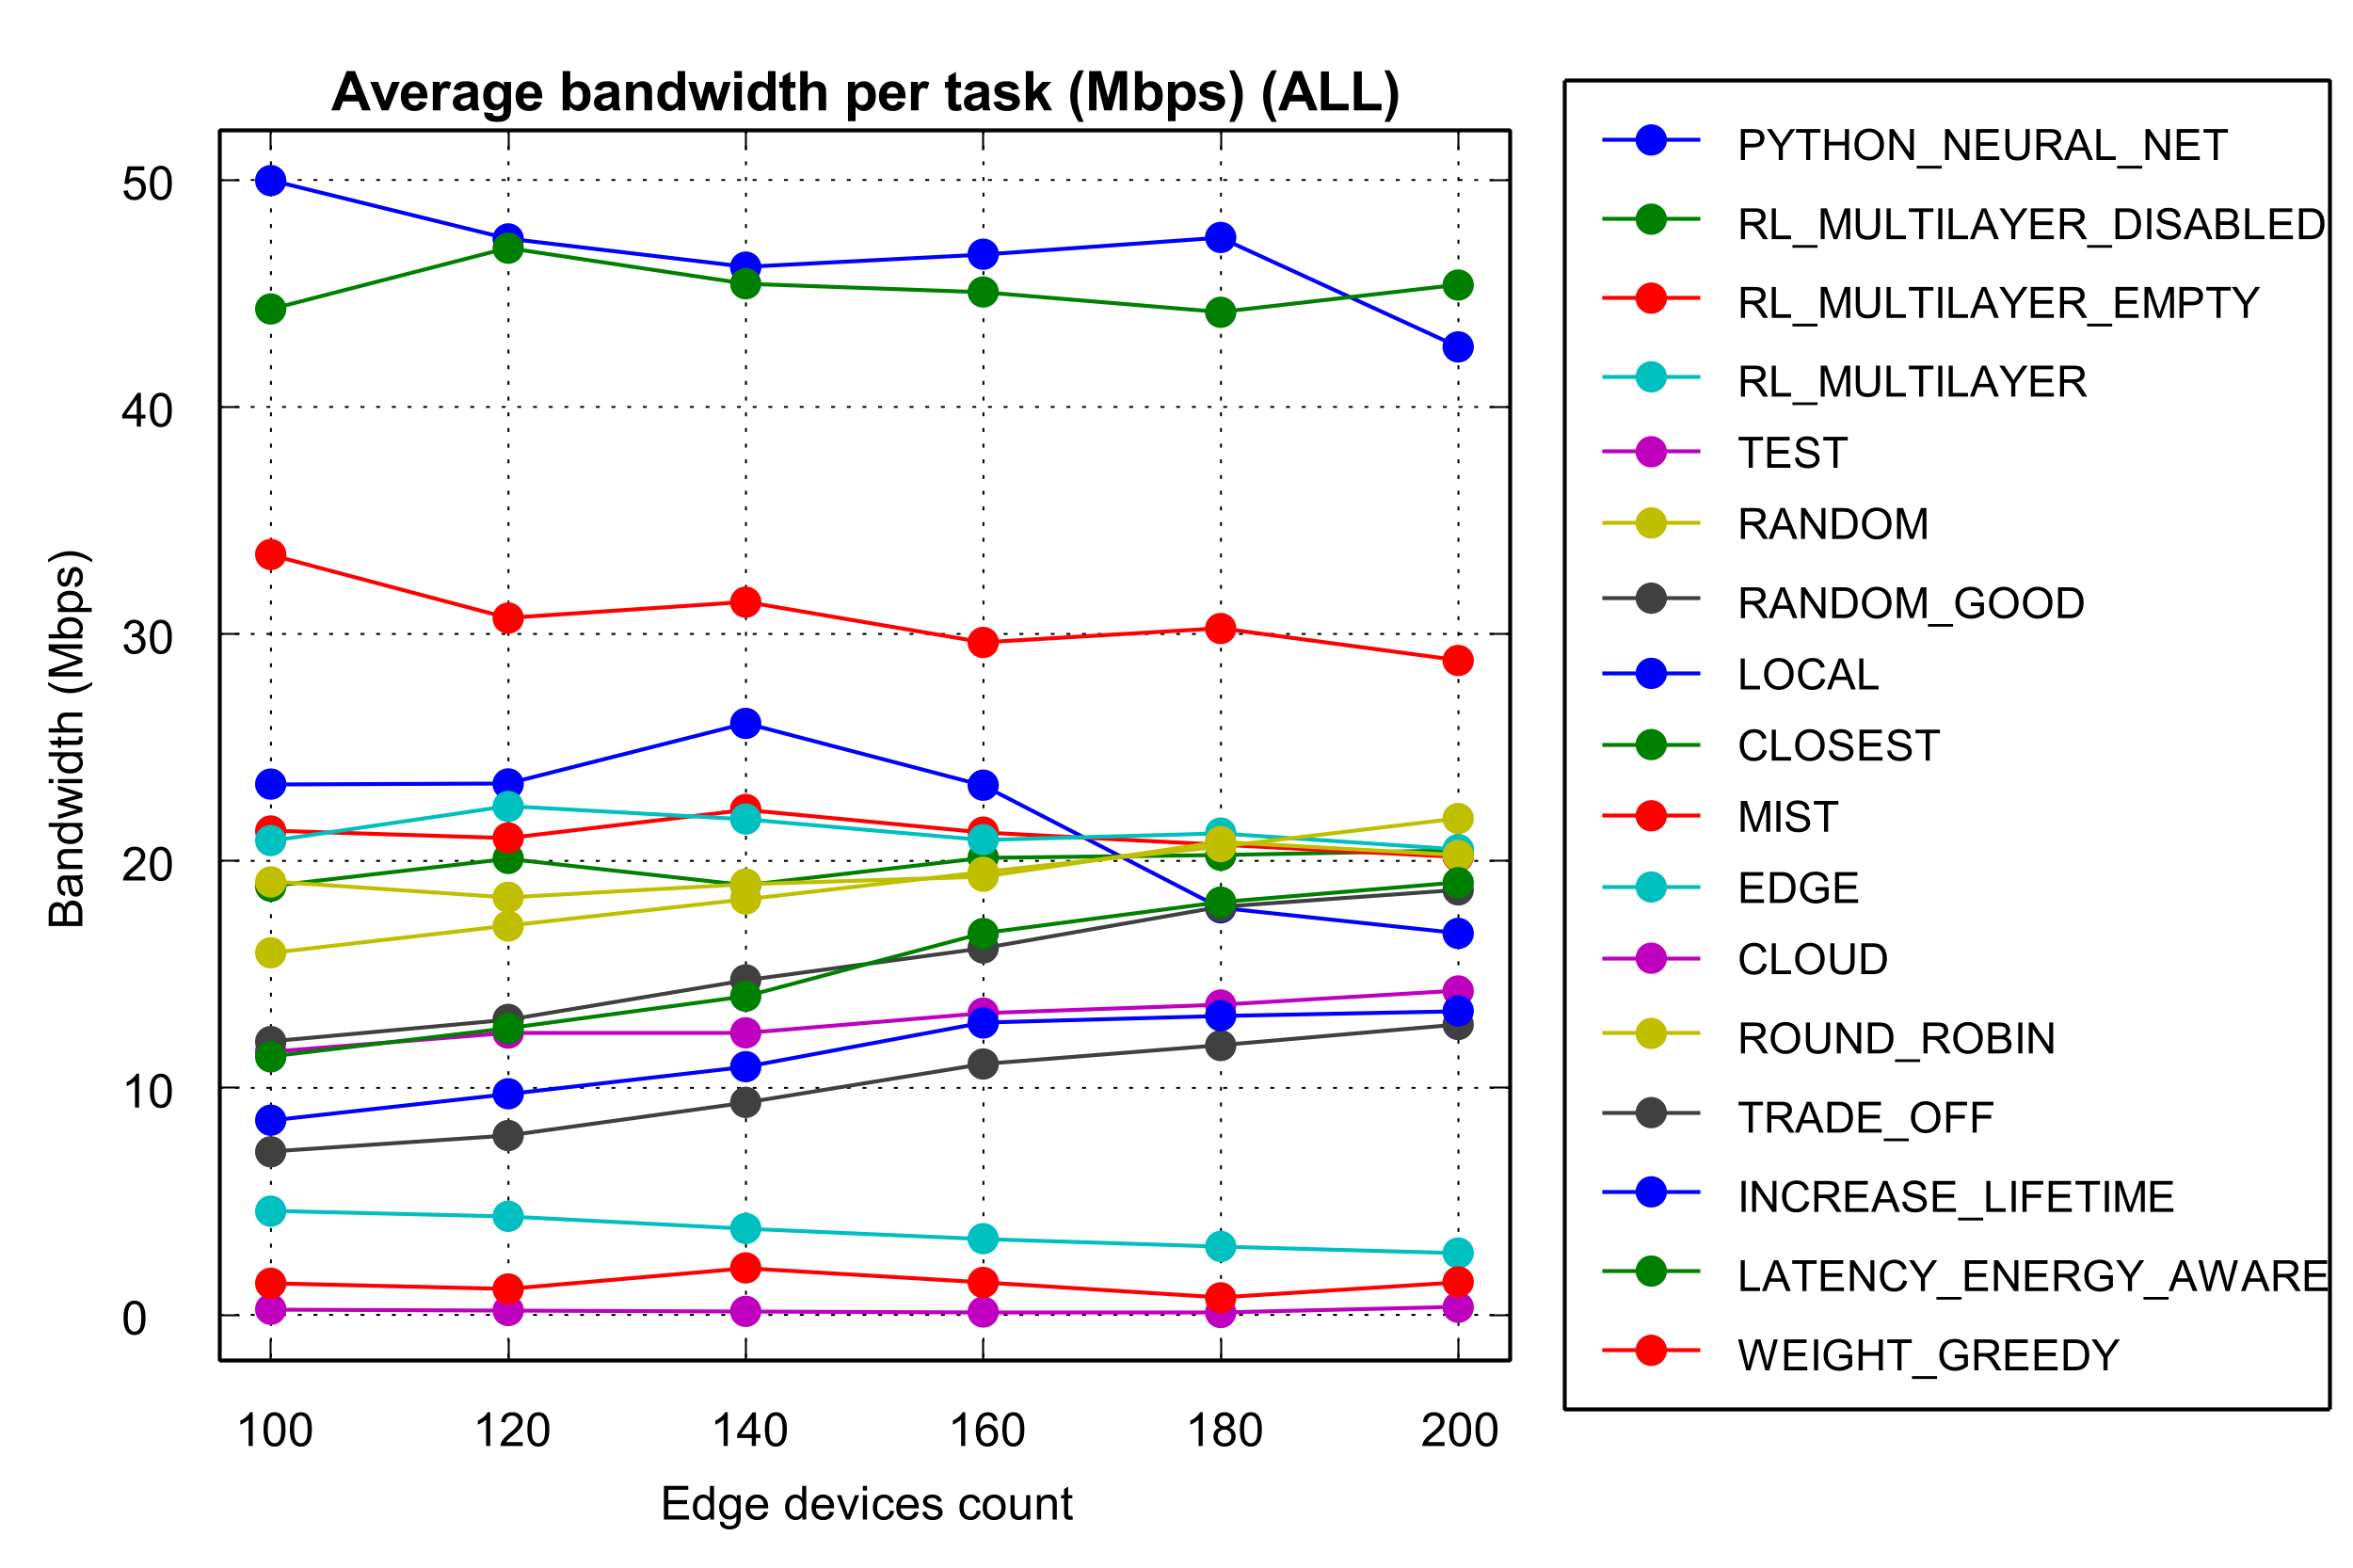 Average bandwidth per task (Mbps) (ALL)
Bandwidth (Mbps)
50
40
30
20
10
0
100 120 140 160 180 200
Edge devices count
PYTHON_NEURAL_NET
RL_MULTILAYER_DISABLED
RL_MULTILAYER_EMPTY
RL_MULTILAYER
TEST
RANDOM
RANDOM_GOOD
LOCAL
CLOSEST
MIST
EDGE
CLOUD
ROUND_ROBIN
TRADE_OFF
INCREASE_LIFETIME
LATENCY_ENERGY_AWARE
WEIGHT_GREEDY